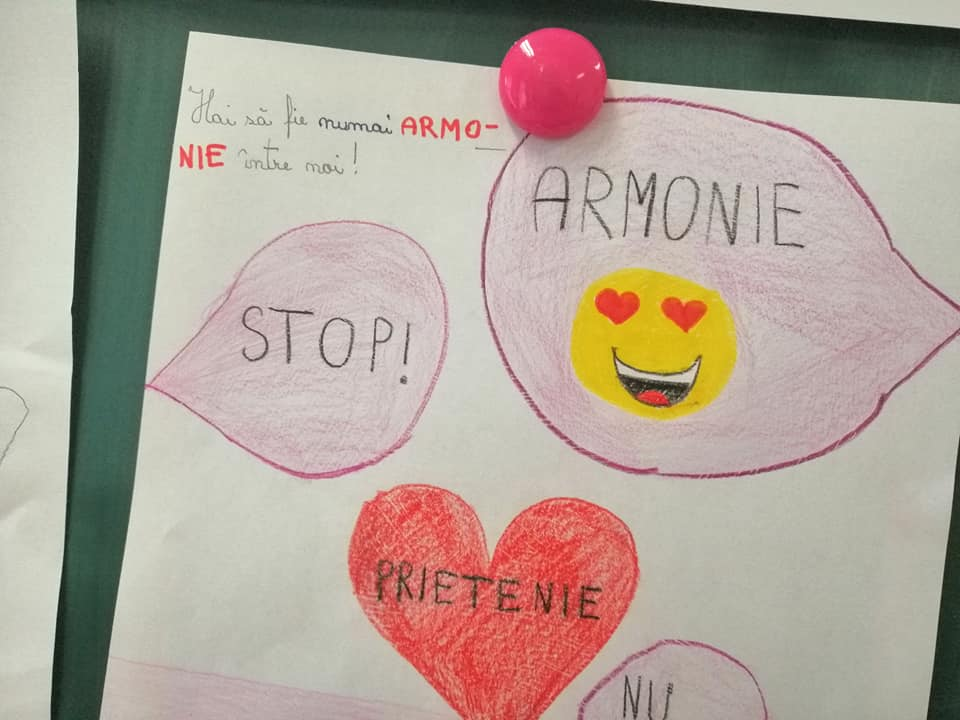 Hai să fie numai ARMO-
NIE între noi!
ARMONIE
STOP!
PRIETENIE
NU